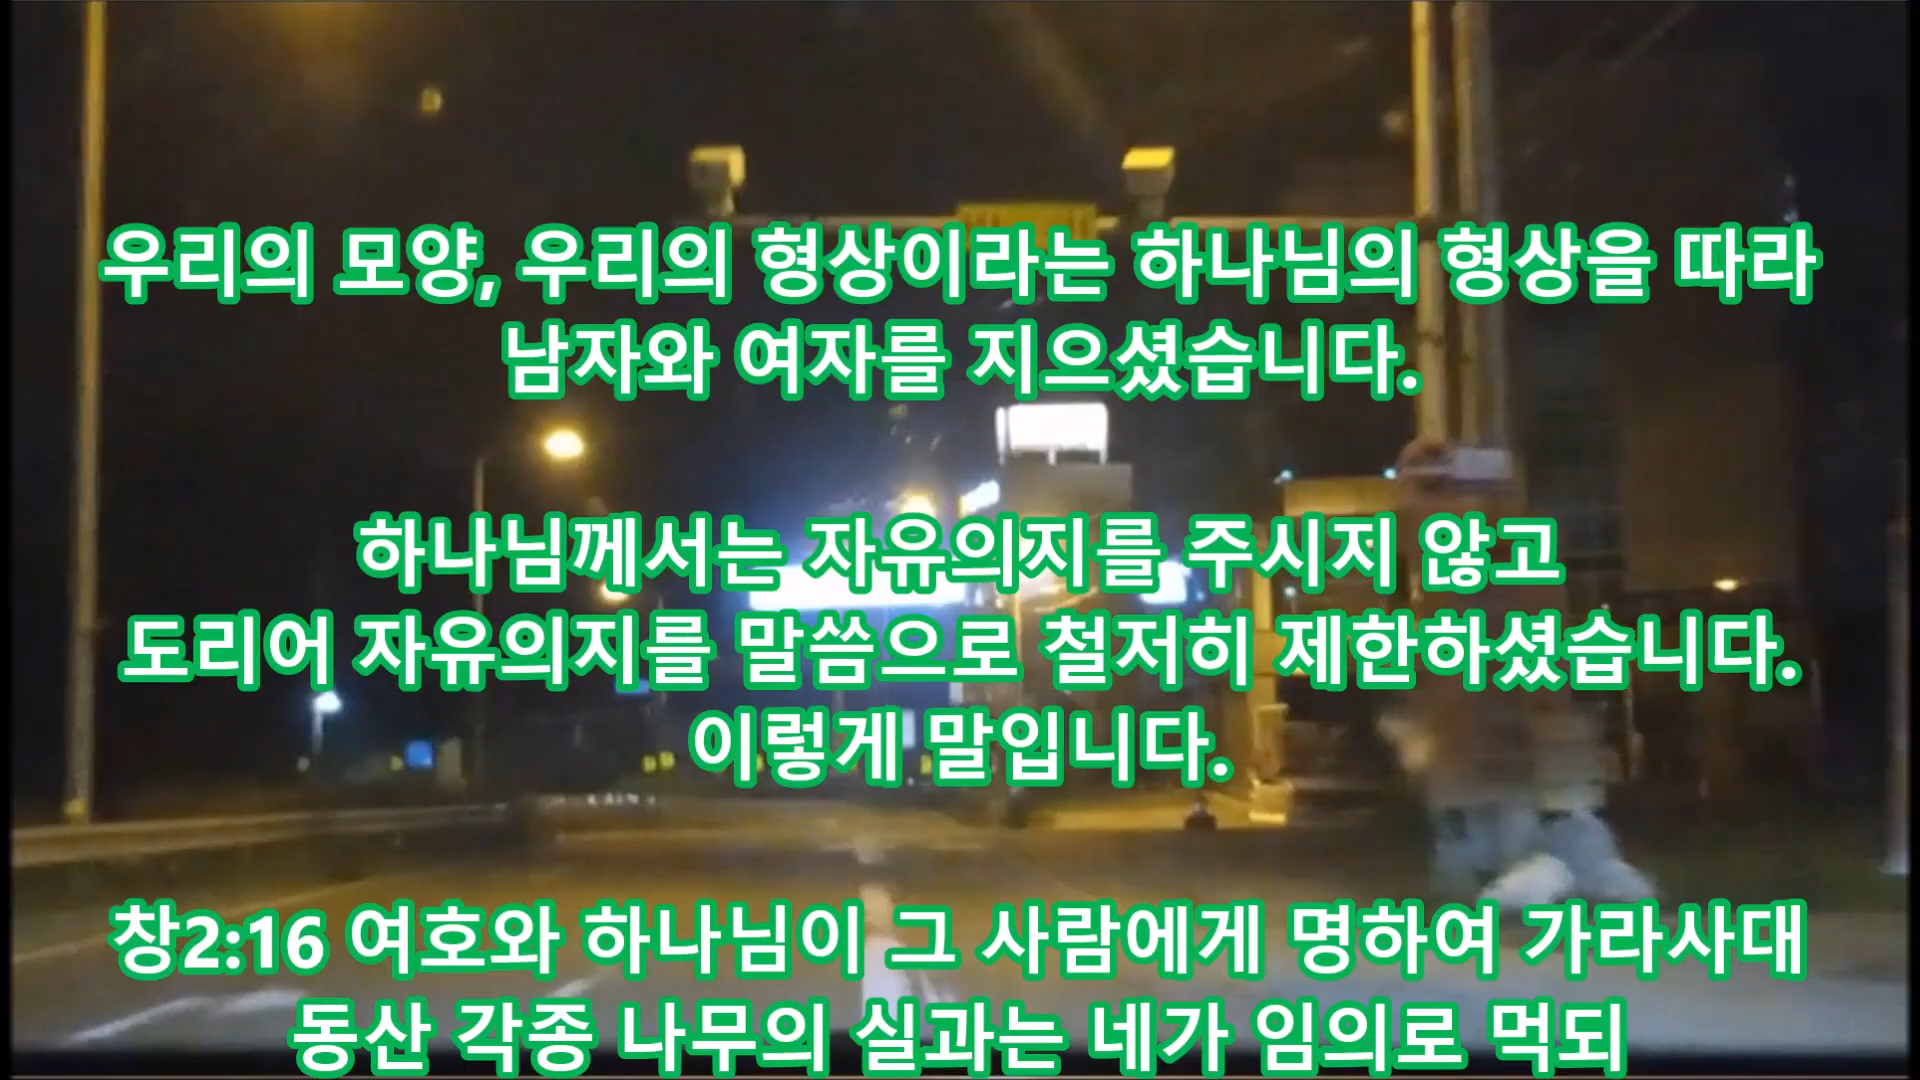 우리의 모양, 우리의 형상이라는 하나님의 형상을 따라
남자와 여자를 지으셨습니다.
하나님께서는 자유의지를 주시지 않고
도리어 자유의지를 말씀으로 철저히 제한하셨습니다.
이렇게 말입니다.
창2:16 여호와 하나님이 그 사람에게 명하여 가라사대
동산 각종 나무의 실과는 네가 임의로 먹되